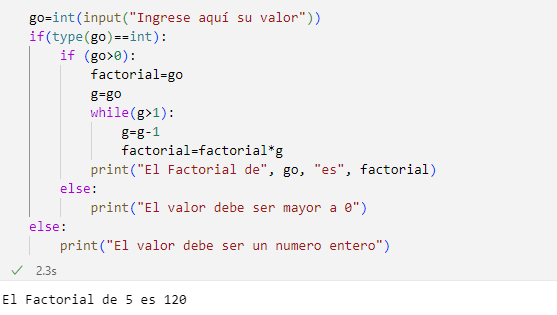 go=int(input("Ingrese aquí su valor"))
if(type(go)==int):
    if (go>0):
        factorial=go
        g=go
        while(g>1):
            g=g-1
            factorial=factorial*g
        print("El Factorial de", go, "es", factorial)
    else:
        print("El valor debe ser mayor a 0")
else:
    print("El valor debe ser un numero entero")
2.3s
El Factorial de 5 es 120